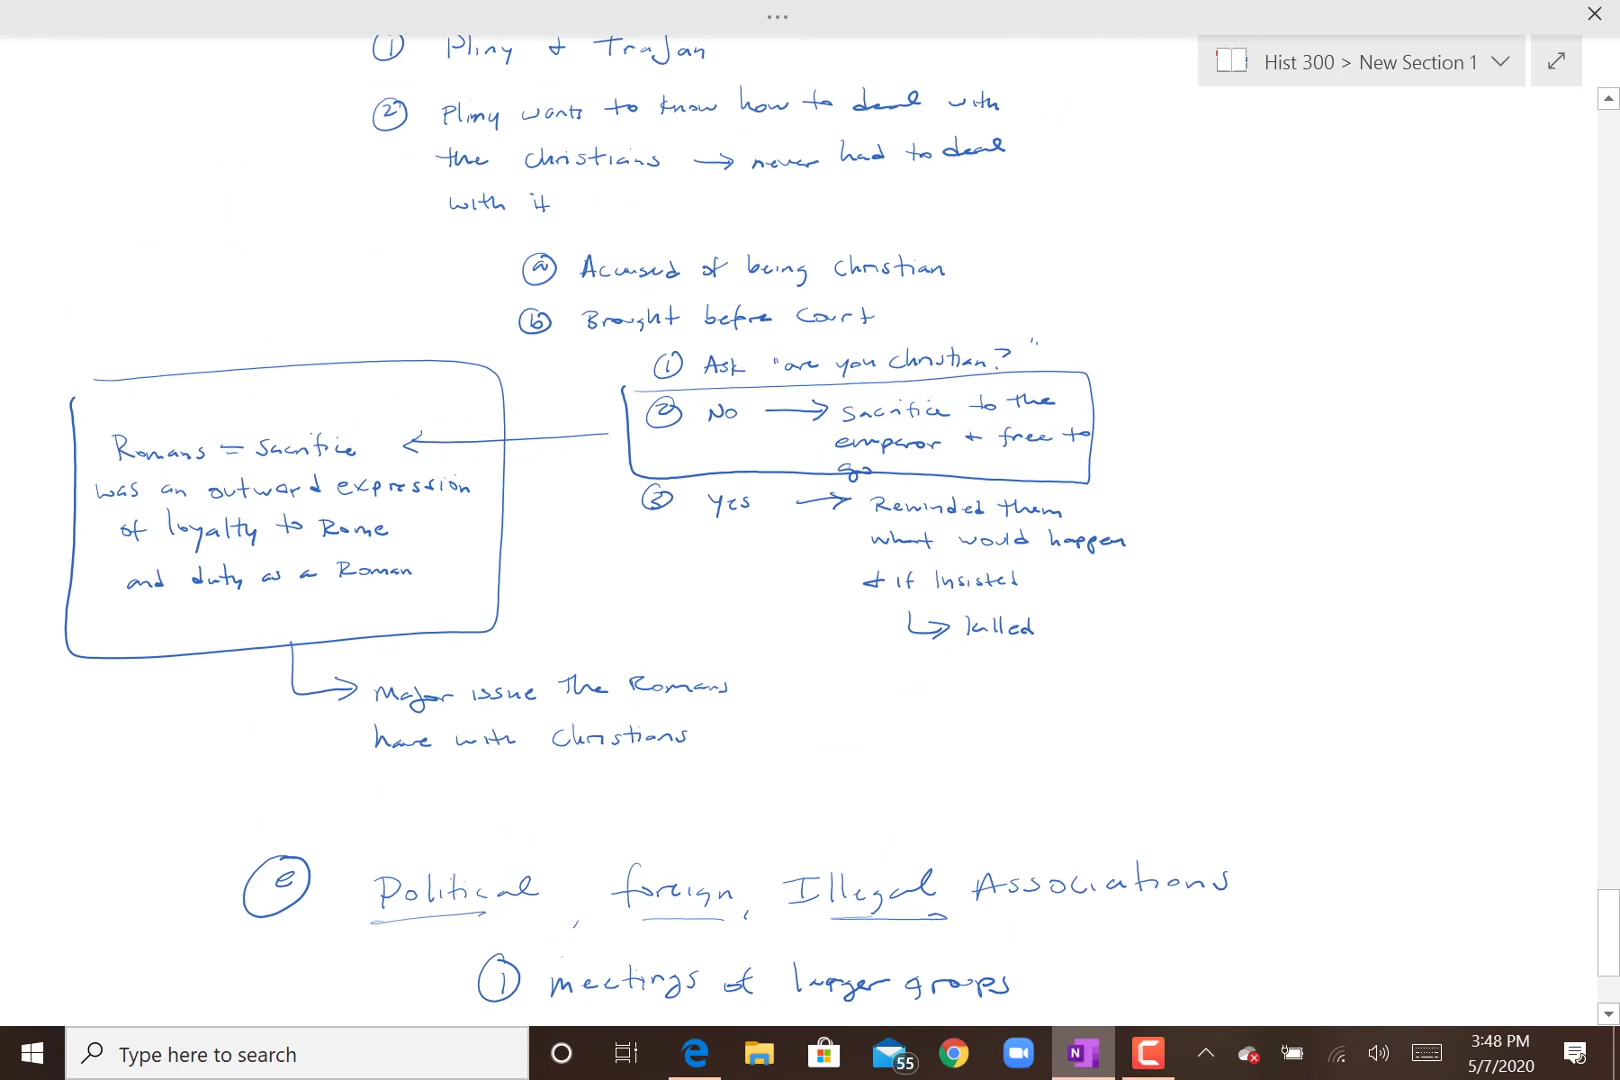 ...
Hist 300 > New Section 1
① Pliny + Trajan
② Pliny wants to know how to deal with
the Christians → never had to deal
with it
ⓐ Accused of being Christian
ⓑ Brought before court
① Ask "are you Christian?"
② No → sacrifice to the
emperor + free to
go
③ Yes → Reminded them
what would happen
+ if Insisted
↳ killed
Romans = Sacrifice
was an outward expression
of loyalty to Rome
and duty as a Roman
Major issue the Romans
have with Christians
ⓔ Political, foreign, Illegal Associations
① meetings of larger groups
Type here to search
55
N
3:48 PM
5/7/2020